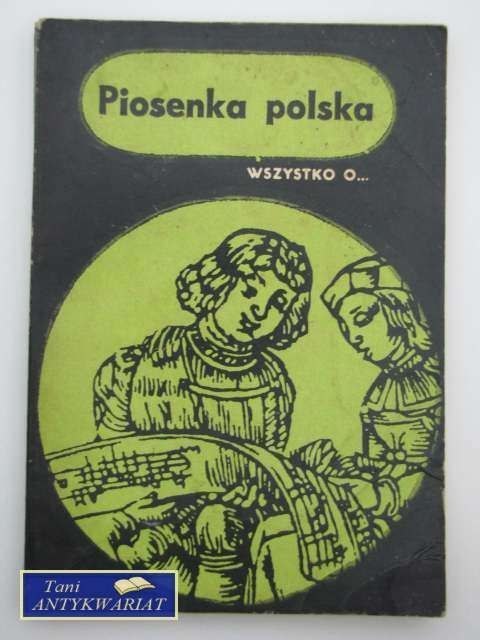 Piosenka polska
WSZYSTKO O...
Tani
ANTYKWARIAT